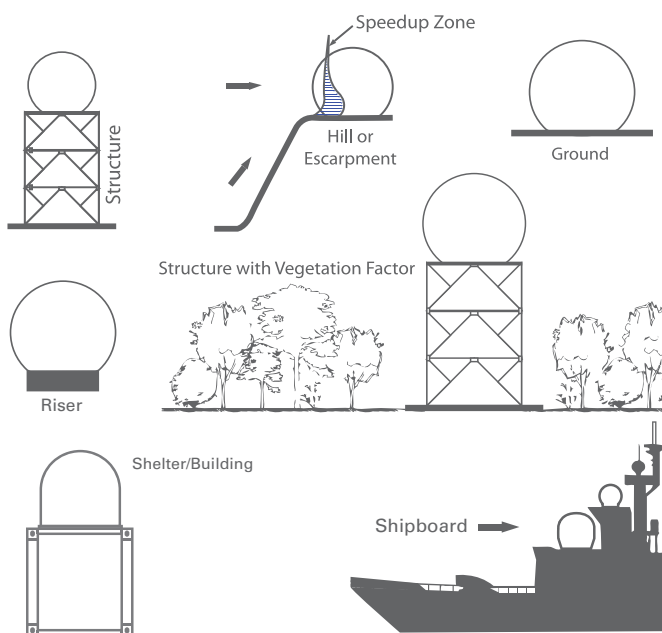 Speedup Zone
Structure
Hill or
Escarpment
Ground
Structure with Vegetation Factor
Riser
Shelter/Building
Shipboard